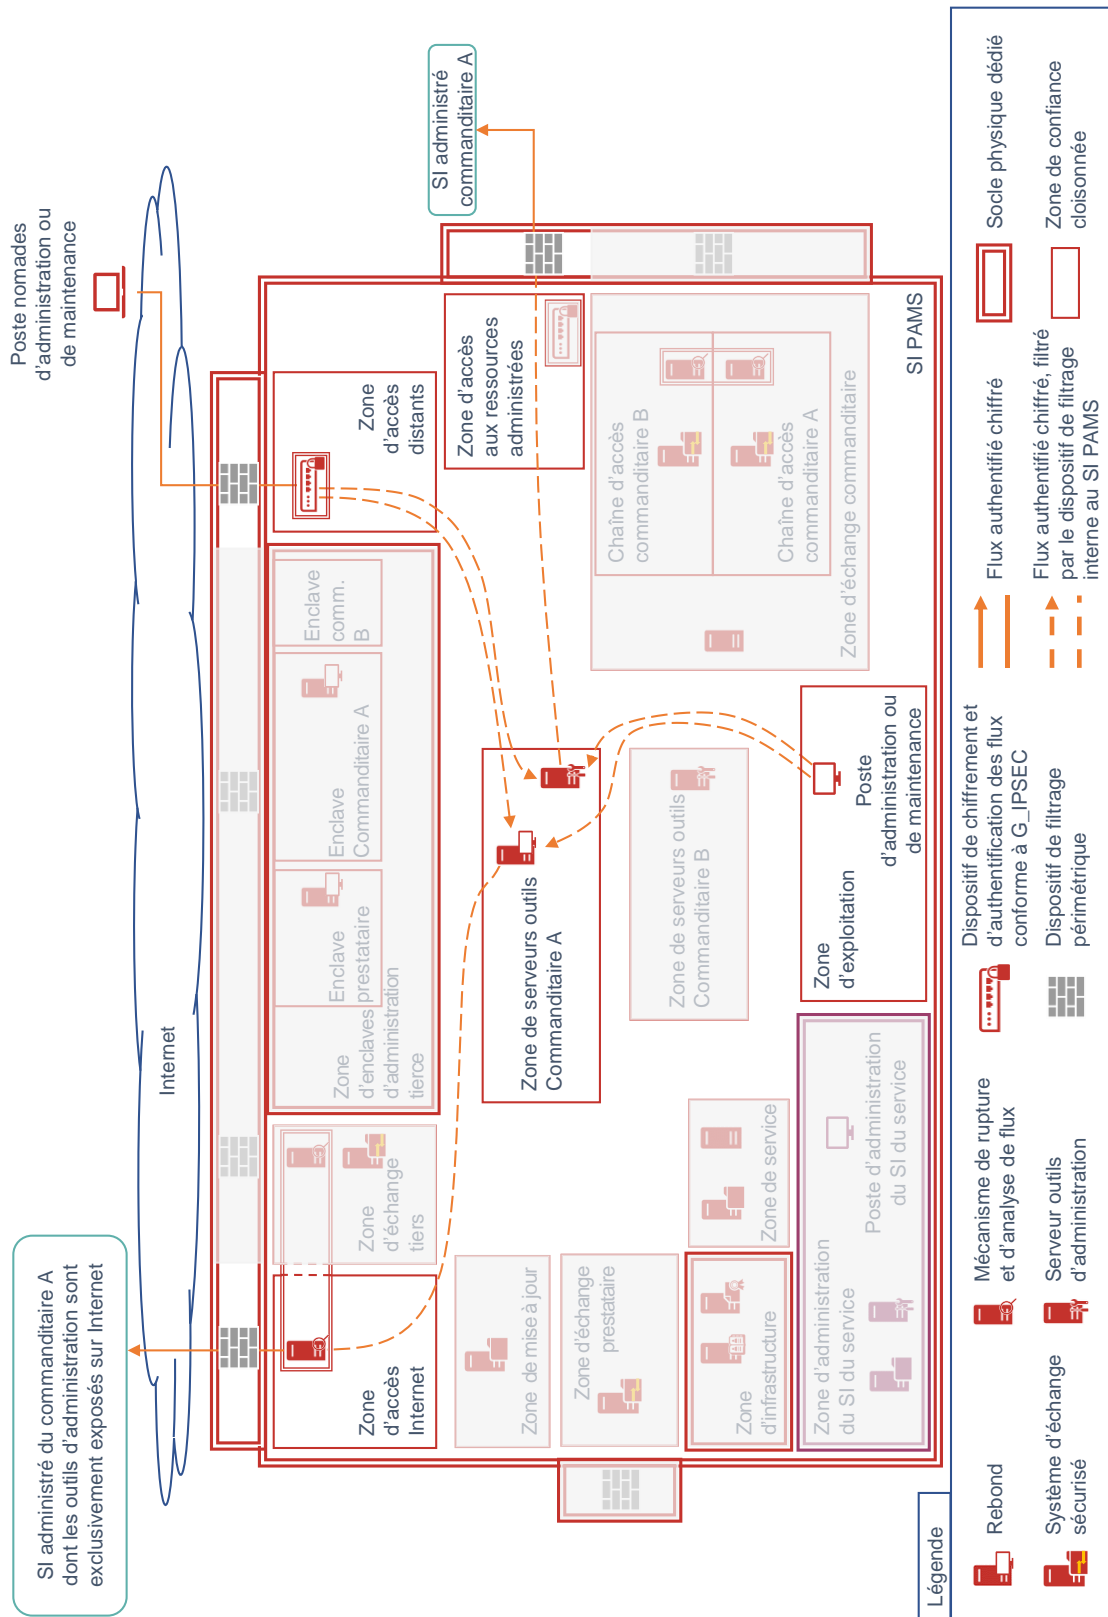 SI administré du commanditaire A
dont les outils d'administration sont
exclusivement exposés sur Internet
Internet
Poste nomades
d'administration ou
de maintenance
Zone
d'accès
Internet
Zone
d'échange
tiers
Zone
d'enclaves
d'administration
tierce
Enclave
prestataire
Enclave
Commanditaire A
Enclave
comm.
B
Zone
d'accès
distants
SI administré
commanditaire A
Zone de mise à jour
Zone d'échange
prestataire
Zone de serveurs outils
Commanditaire A
Zone d'accès
aux ressources
administrées
Zone
d'infrastructure
Zone de service
Zone de serveurs outils
Commanditaire B
Chaîne d'accès
commanditaire B
Chaîne d'accès
commanditaire A
Zone d'échange commanditaire
Zone d'administration
du SI du service
Poste d'administration
du SI du service
Zone
d'exploitation
Poste
d'administration ou
de maintenance
SI PAMS
Légende
Rebond
Système d'échange
sécurisé
Mécanisme de rupture
et d'analyse de flux
Serveur outils
d'administration
Dispositif de chiffrement et
d'authentification des flux
conforme à G_IPSEC
Dispositif de filtrage
périmétrique
Flux authentifié chiffré
Flux authentifié chiffré, filtré
par le dispositif de filtrage
interne au SI PAMS
Socle physique dédié
Zone de confiance
cloisonnée